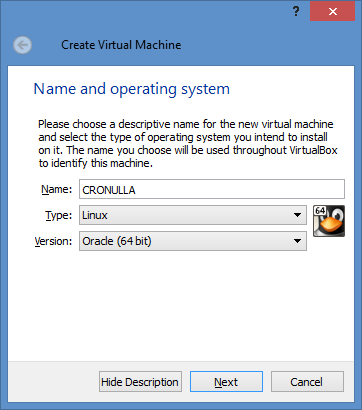 ?
Create Virtual Machine
Name and operating system
Please choose a descriptive name for the new virtual machine
and select the type of operating system you intend to install
on it. The name you choose will be used throughout VirtualBox
to identify this machine.
Name: CRONULLA
Type: Linux
64
Version: Oracle (64 bit)
Hide Description Next Cancel